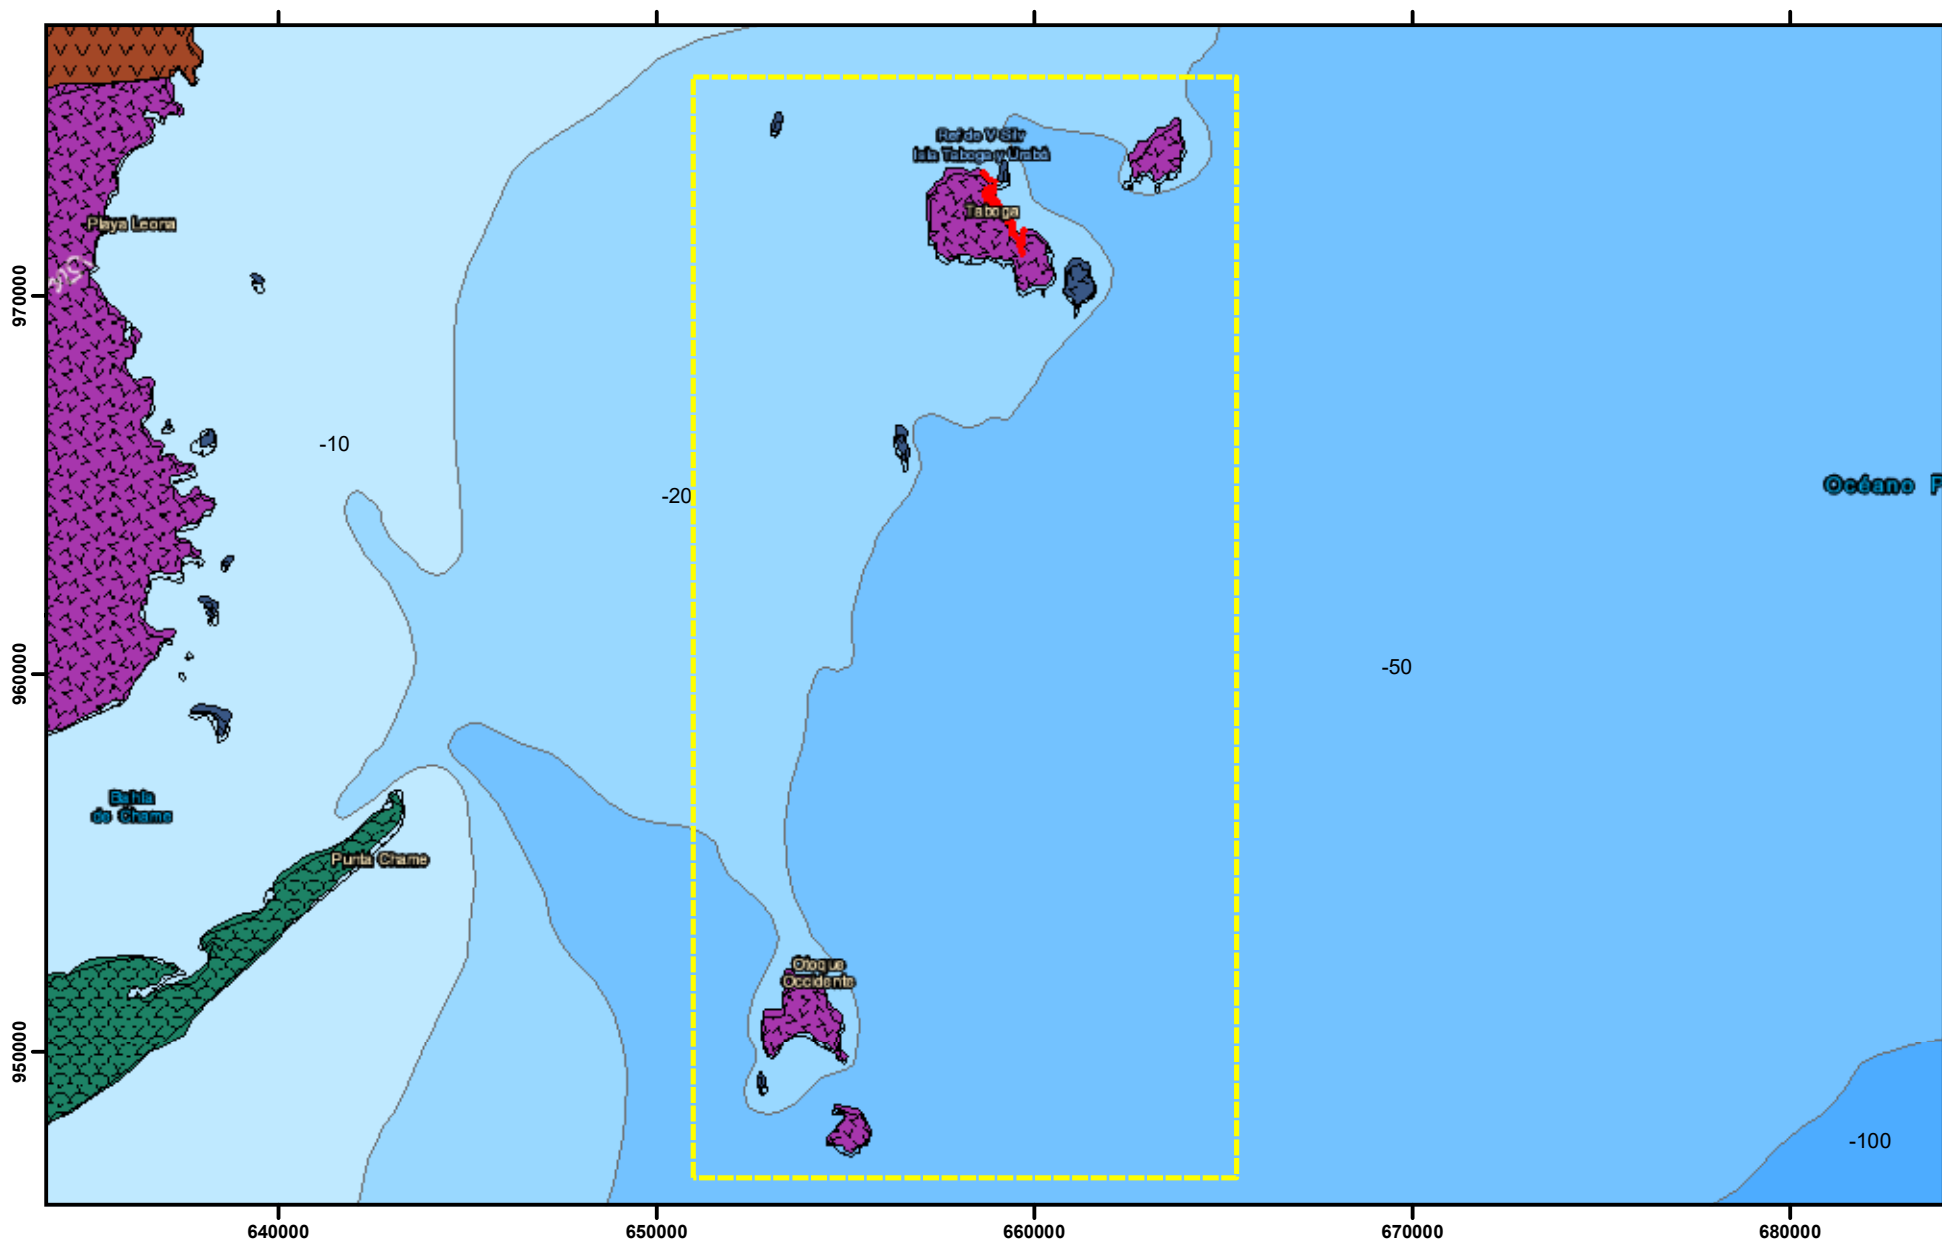 Ref de V Silv
Isla Taboga y Urabá
Taboga
Playa Leona
970000
-10
-20
Océano P
960000
-50
Bahía
de Chame
Punta Chame
Otoque
Occidente
950000
-100
640000
650000
660000
670000
680000